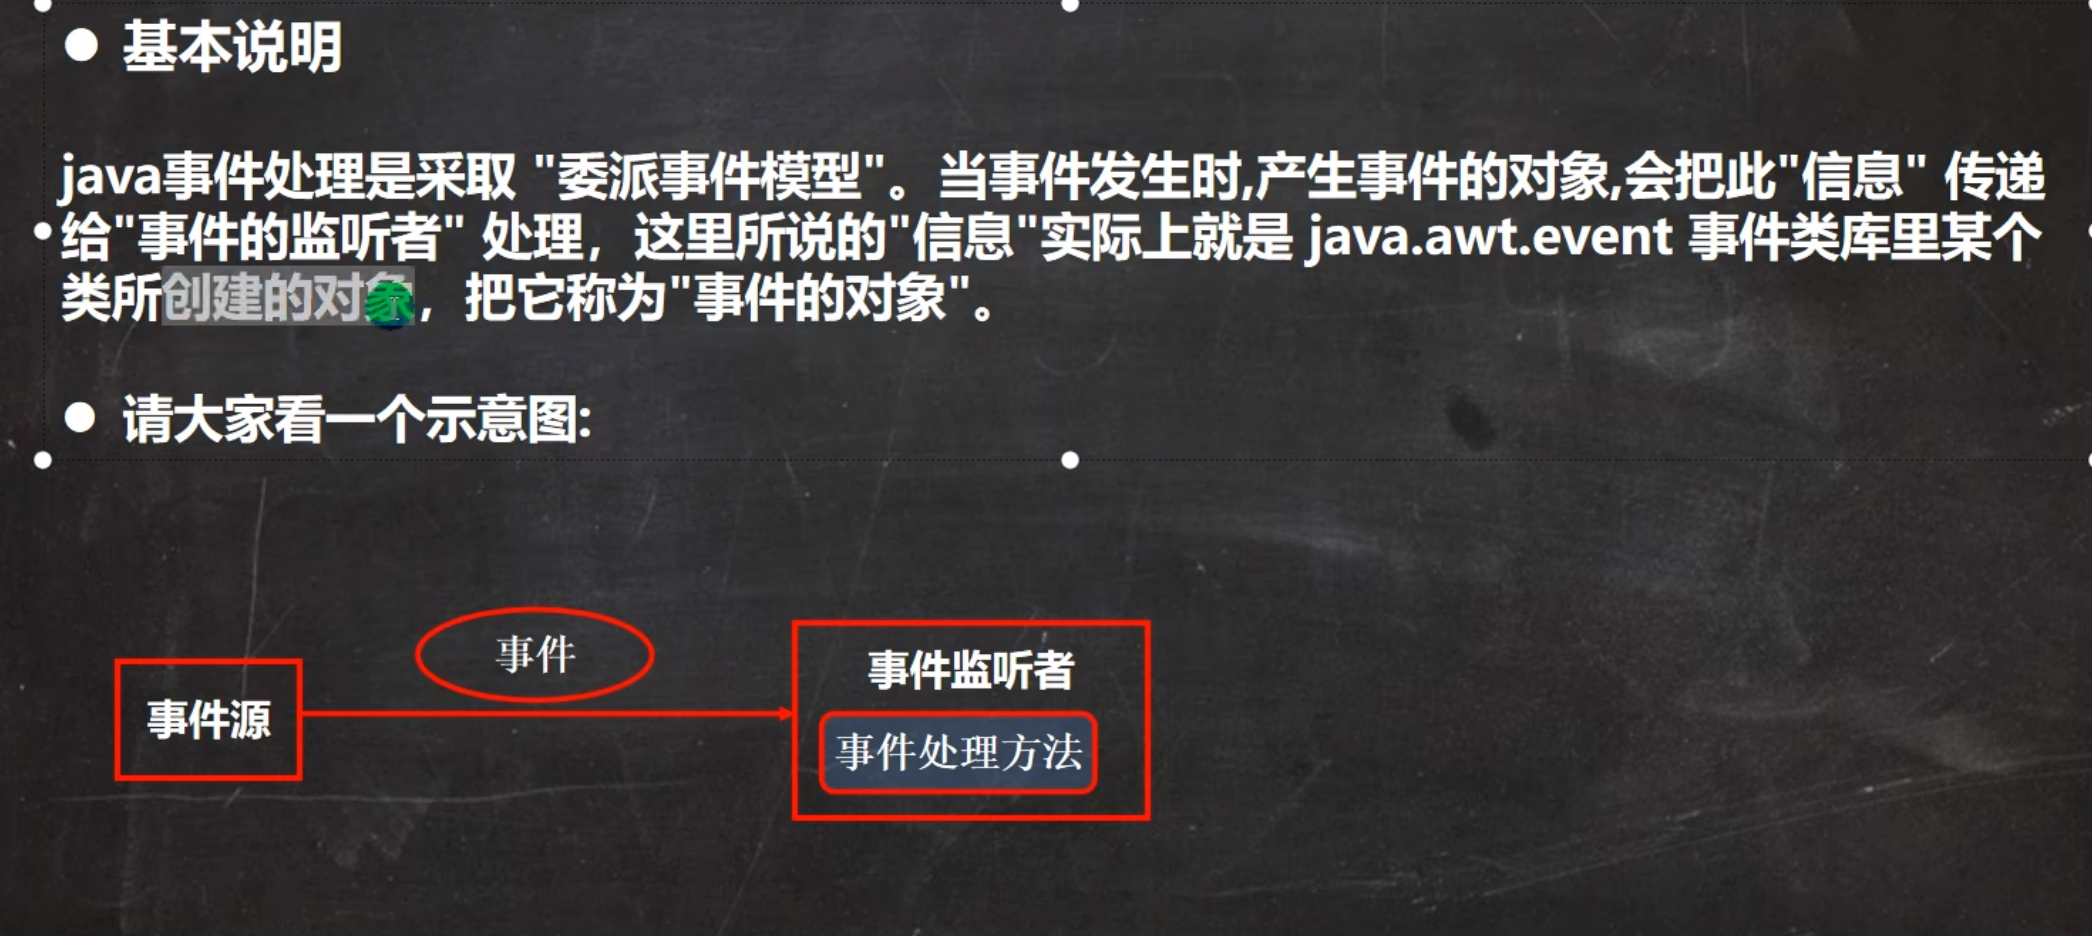 ● 基本说明
java事件处理是采取 "委派事件模型"。当事件发生时,产生事件的对象,会把此"信息" 传递
给"事件的监听者" 处理，这里所说的"信息"实际上就是 java.awt.event 事件类库里某个
类所创建的对象，把它称为"事件的对象"。
● 请大家看一个示意图:
事件
事件源
事件监听者
事件处理方法